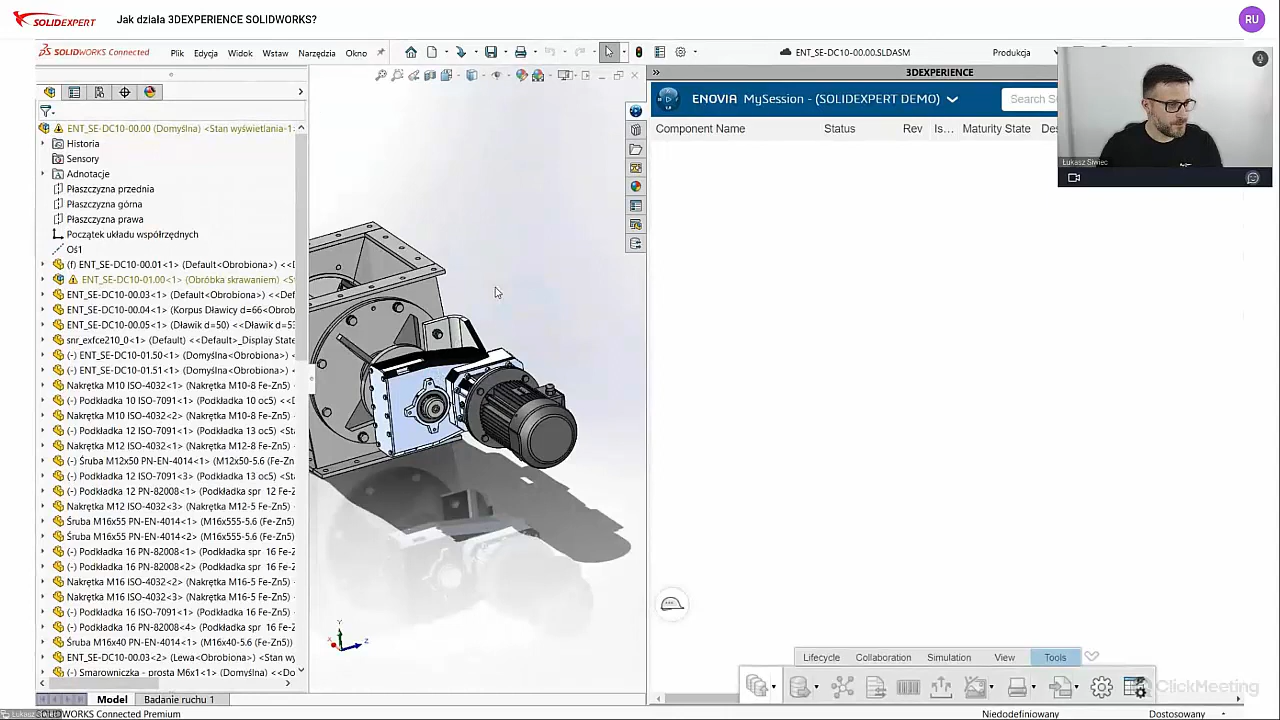 SOLIDEXPERT
Jak działa 3DEXPERIENCE SOLIDWORKS?
RU
SOLIDWORKS Connected
Plik Edycja Widok Wstaw Narzędzia Okno
ENT_SE-DC10-00.00.SLDASM
Produkcja
3DEXPERIENCE
ENOVIA MySession - (SOLIDEXPERT DEMO)
Search
Component Name Status Rev Is... Maturity State
Łukasz Siwiec
ENT_SE-DC10-00.00 (Domyślna) <Stan wyświetlania-1:
Historia
Sensory
Adnotacje
Płaszczyzna przednia
Płaszczyzna górna
Płaszczyzna prawa
Początek układu współrzędnych
Oś1
(f) ENT_SE-DC10-00.01<1> (Default<Obrobiona>) <<D
ENT_SE-DC10-01.00<1> (Obróbka skrawaniem) <S
ENT_SE-DC10-00.03<1> (Default<Obrobiona>) <<Def
ENT_SE-DC10-00.04<1> (Korpus Dławicy d=66<Obrob
ENT_SE-DC10-00.05<1> (Dławik d=50) <<Dławik d=5
snr_exfce210_0<1> (Default) <<Default>_Display State
(-) ENT_SE-DC10-01.50<1> (Domyślna<Obrobiona>)
(-) ENT_SE-DC10-01.51<1> (Domyślna<Obrobiona>)
Nakrętka M10 ISO-4032<1> (Nakrętka M10-8 Fe-Zn5)
(-) Podkładka 10 ISO-7091<1> (Podkładka 10 oc5) <<D
Nakrętka M10 ISO-4032<2> (Nakrętka M10-8 Fe-Zn5)
(-) Podkładka 12 ISO-7091<1> (Podkładka 13 oc5) <Sta
Nakrętka M12 ISO-4032<1> (Nakrętka M12-8 Fe-Zn5)
(-) Śruba M12x50 PN-EN-4014<1> (M12x50-5.6 (Fe-Zn5)
(-) Podkładka 12 ISO-7091<3> (Podkładka 13 oc5) <Sta
(-) Podkładka 12 PN-82008<1> (Podkładka spr 12 Fe-Z
Nakrętka M12 ISO-4032<3> (Nakrętka M12-5 Fe-Zn5)
Śruba M16x55 PN-EN-4014<1> (M16x555-5.6 (Fe-Zn5)
Śruba M16x55 PN-EN-4014<2> (M16x555-5.6 (Fe-Zn5)
(-) Podkładka 16 PN-82008<1> (Podkładka spr 16 Fe-Z
(-) Podkładka 16 PN-82008<2> (Podkładka spr 16 Fe-Z
Nakrętka M16 ISO-4032<2> (Nakrętka M16-5 Fe-Zn5)
Nakrętka M16 ISO-4032<3> (Nakrętka M16-5 Fe-Zn5)
(-) Podkładka 16 ISO-7091<1> (Podkładka 16 oc5)
(-) Podkładka 16 PN-82008<4> (Podkładka spr 16 Fe-Z
Śruba M16x40 PN-EN-4014<1> (M16x40-5.6 (Fe-Zn5))
ENT_SE-DC10-00.03<2> (Lewa<Obrobiona>) <Stan wy
(-) Smarowniczka - prosta M6x1<1> (Domyślna) <<Do
Y
X
Z
Lifecycle Collaboration Simulation View Tools
ClickMeeting
Model Badanie ruchu 1
SOLIDWORKS Connected Premium
Niedodefiniowany
Dostosowany